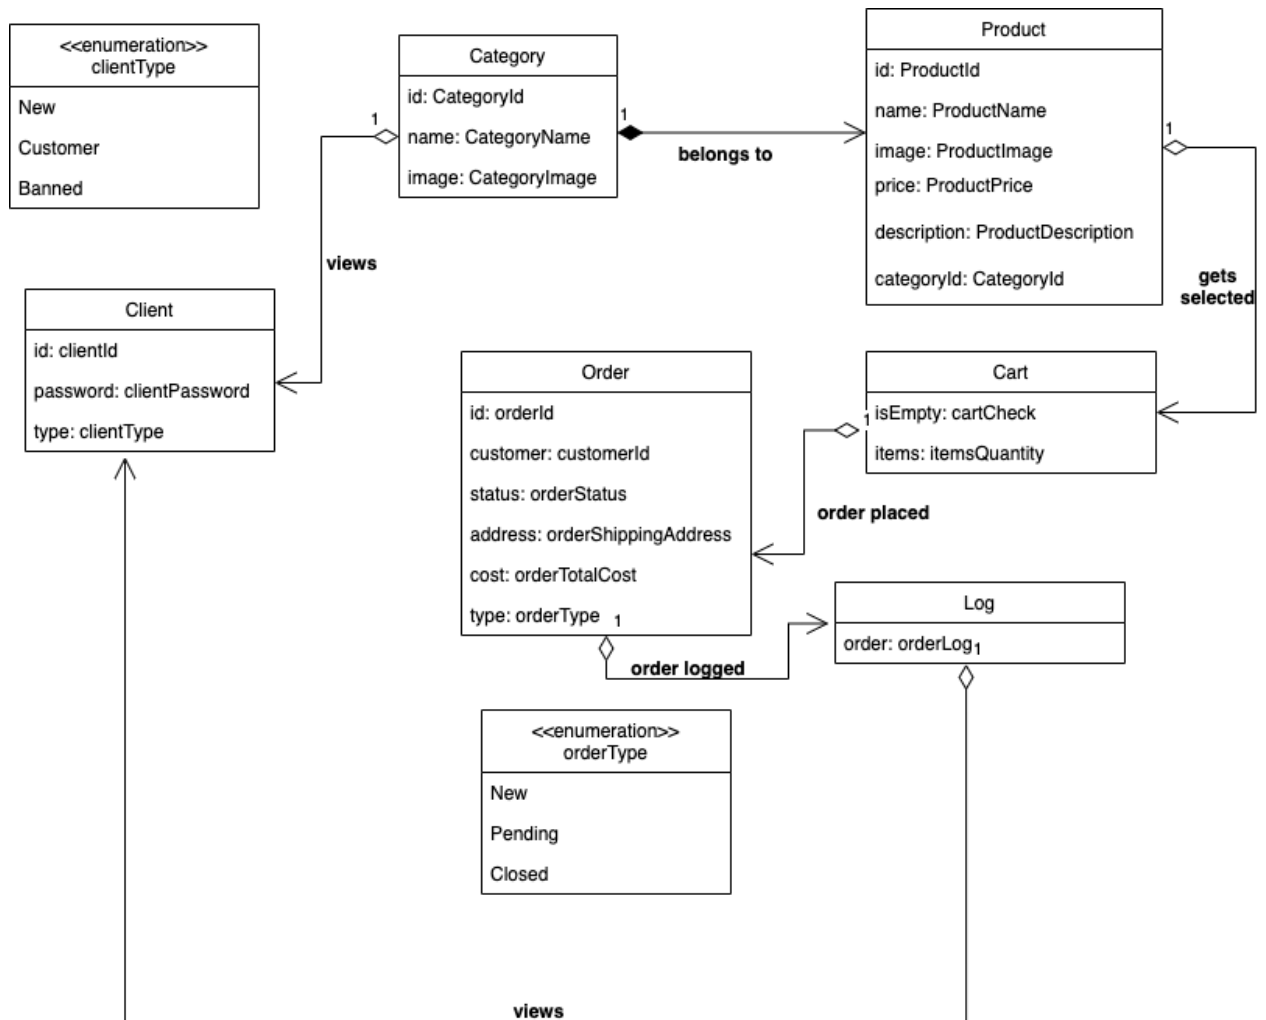 <<enumeration>>
clientType
New
Customer
Banned
Category
id: CategoryId
name: CategoryName
image: CategoryImage
1
1
belongs to
Product
id: ProductId
name: ProductName
image: ProductImage
price: ProductPrice
description: ProductDescription
categoryId: CategoryId
1
gets
selected
views
Client
id: clientId
password: clientPassword
type: clientType
Order
id: orderId
customer: customerId
status: orderStatus
address: orderShippingAddress
cost: orderTotalCost
type: orderType
1
Cart
isEmpty: cartCheck
items: itemsQuantity
1
order placed
Log
order: orderLog
1
order logged
<<enumeration>>
orderType
New
Pending
Closed
views